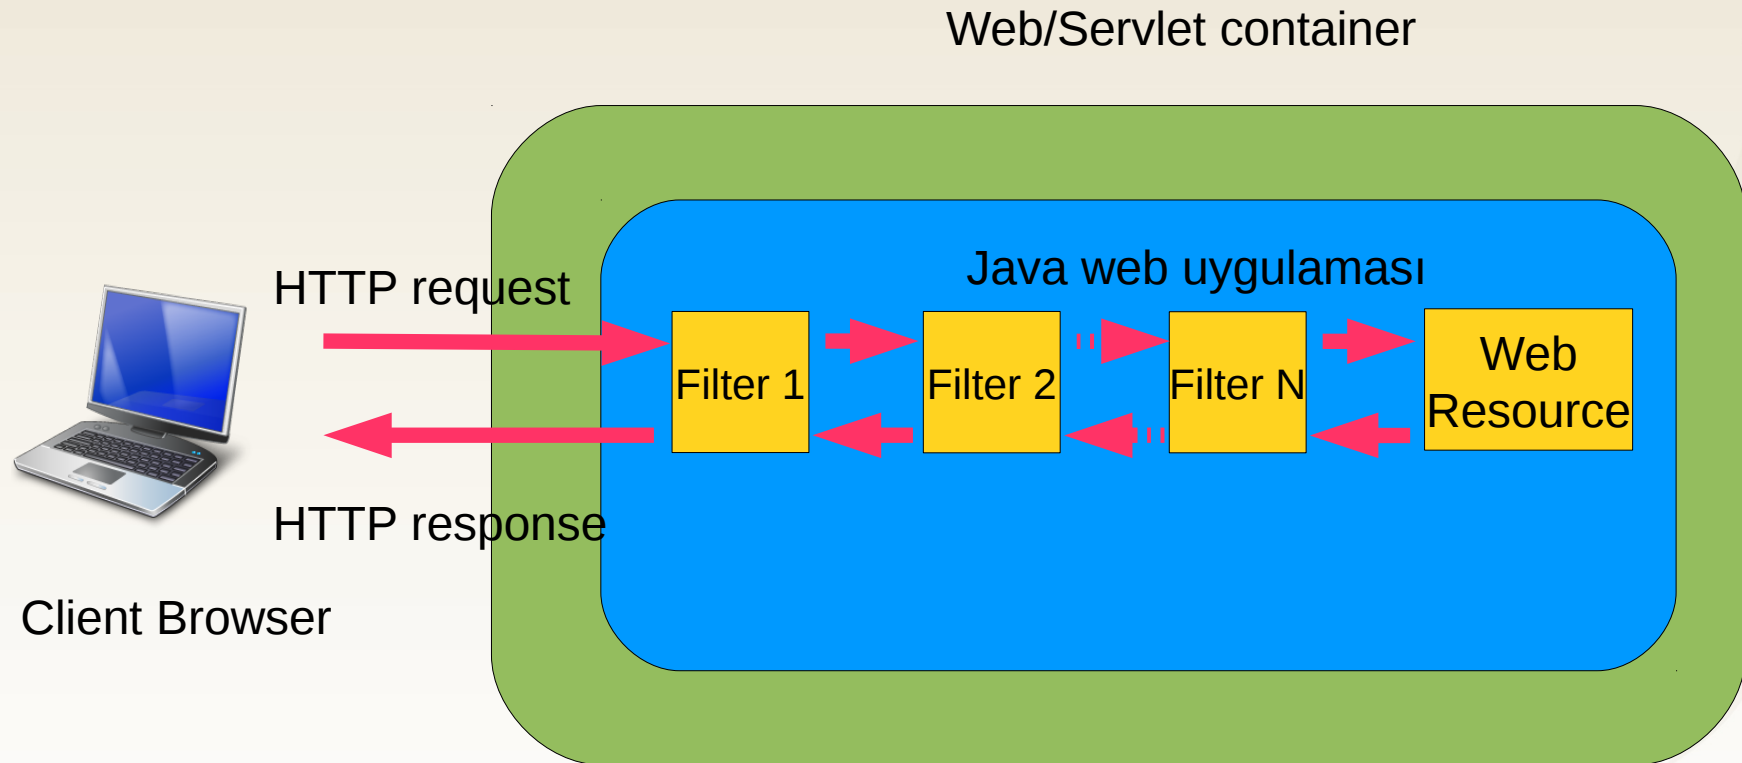 Web/Servlet container
Java web uygulaması
HTTP request
Filter 1
Filter 2
Filter N
Web
Resource
HTTP response
Client Browser